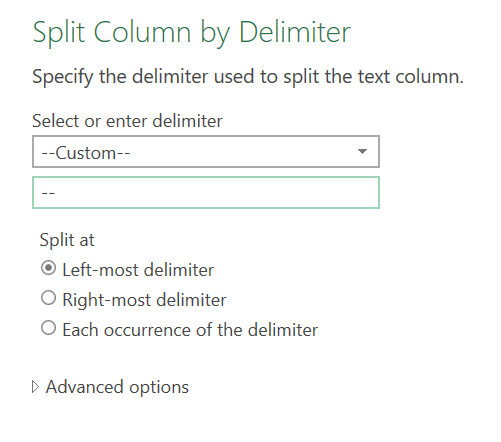 Split Column by Delimiter
Specify the delimiter used to split the text column.
Select or enter delimiter
--Custom--
--
Split at
Left-most delimiter
Right-most delimiter
Each occurrence of the delimiter
Advanced options